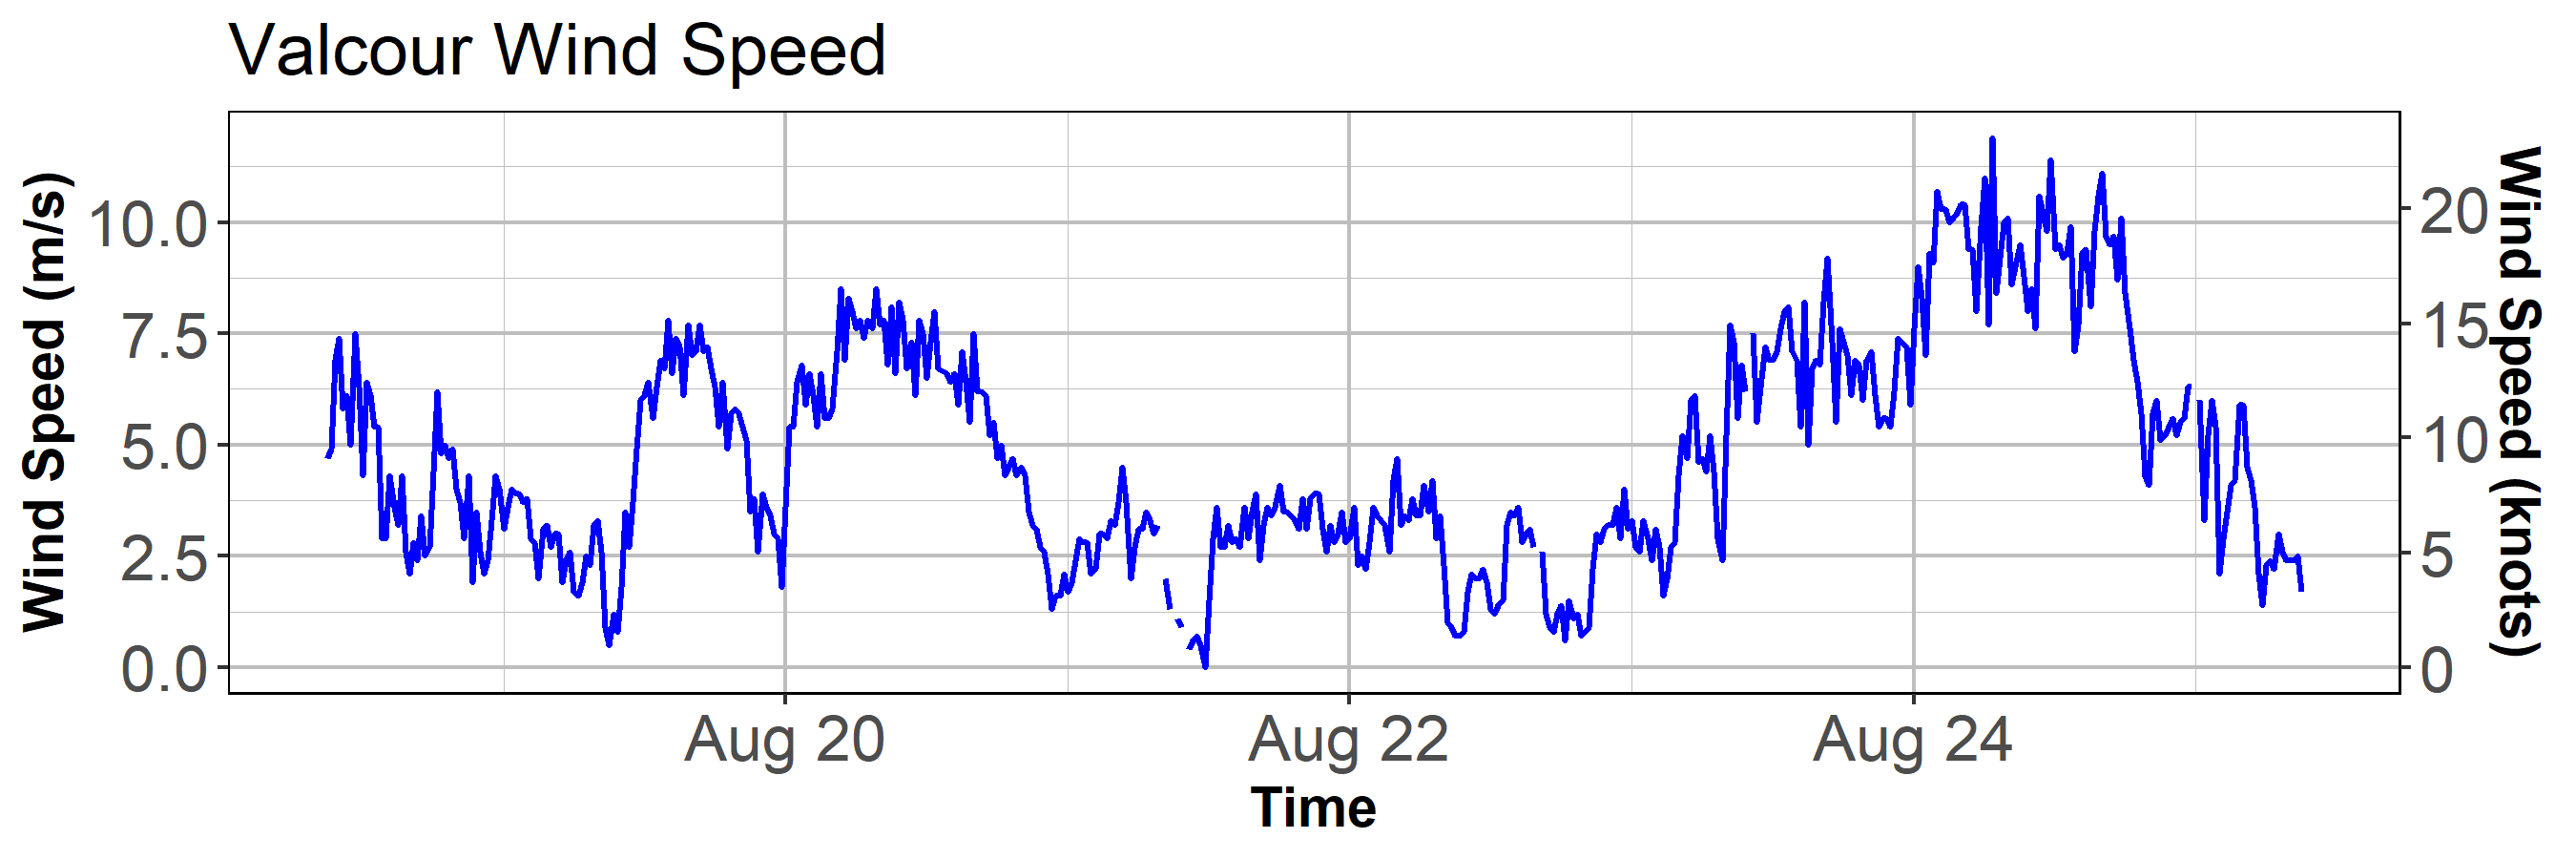 Valcour Wind Speed
Wind Speed (m/s)
10.0
7.5
5.0
2.5
0.0
20
15
10
5
0
Wind Speed (knots)
Aug 20
Aug 22
Aug 24
Time